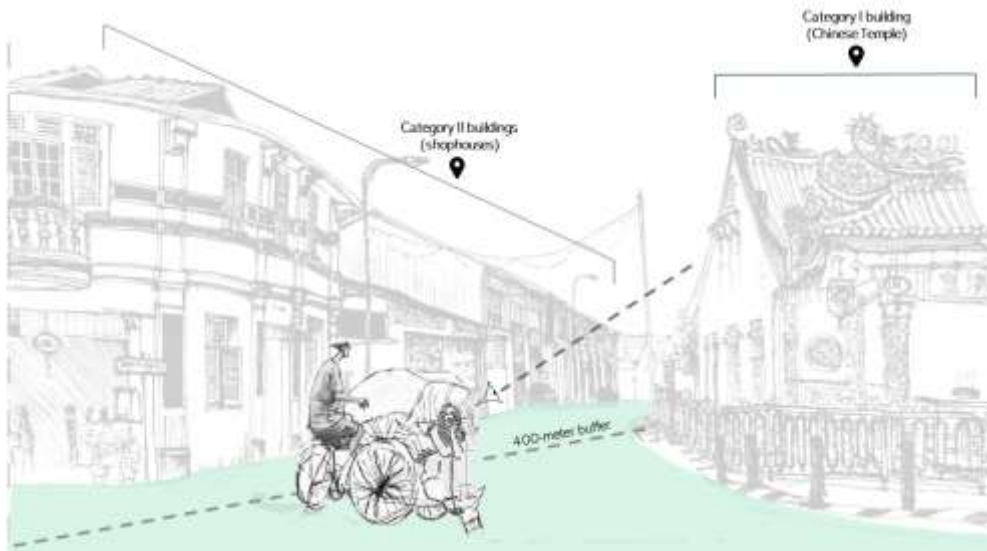 Category I building
(Chinese Temple)
Category II buildings
(shophouses)
400-meter buffer